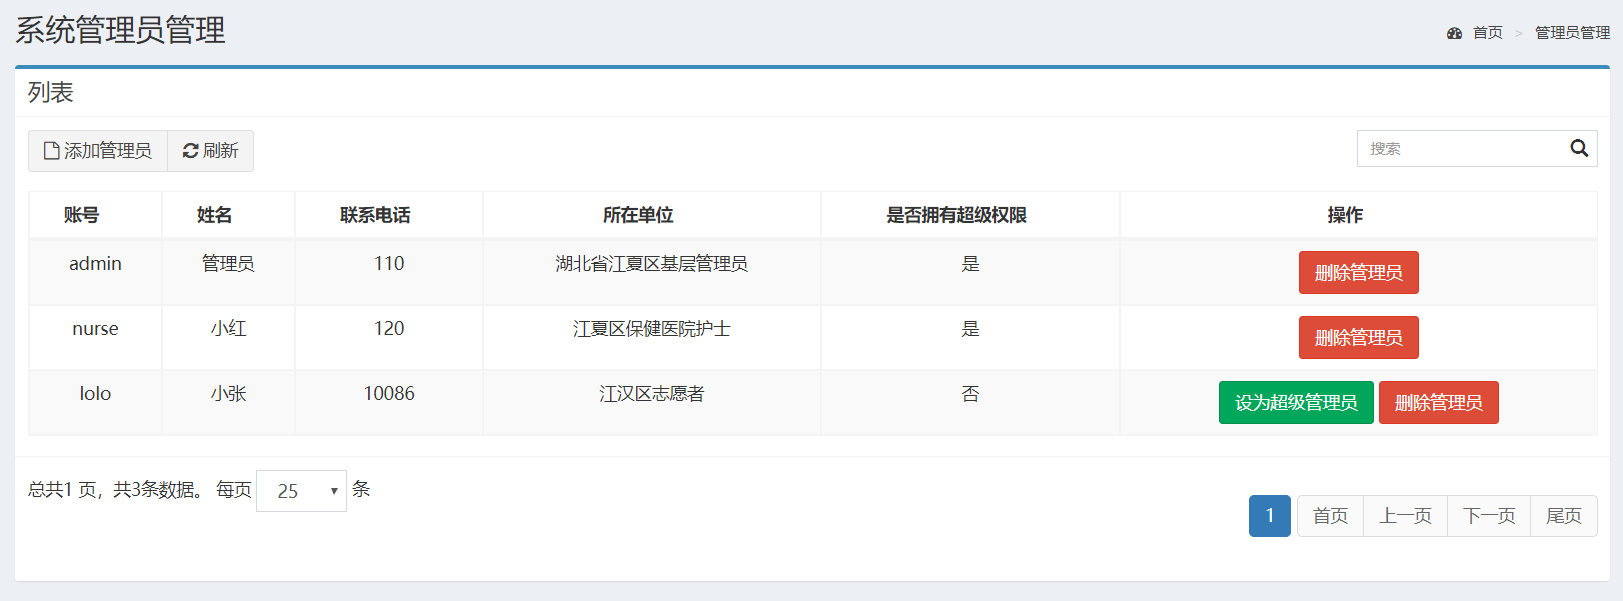 系统管理员管理
首页 > 管理员管理
列表
添加管理员 刷新 搜索
账号 姓名 联系电话 所在单位 是否拥有超级权限 操作
admin 管理员 110 湖北省江夏区基层管理员 是 删除管理员
nurse 小红 120 江夏区保健医院护士 是 删除管理员
lolo 小张 10086 江汉区志愿者 否 设为超级管理员 删除管理员
总共1 页，共3条数据。 每页 25 条
1 首页 上一页 下一页 尾页